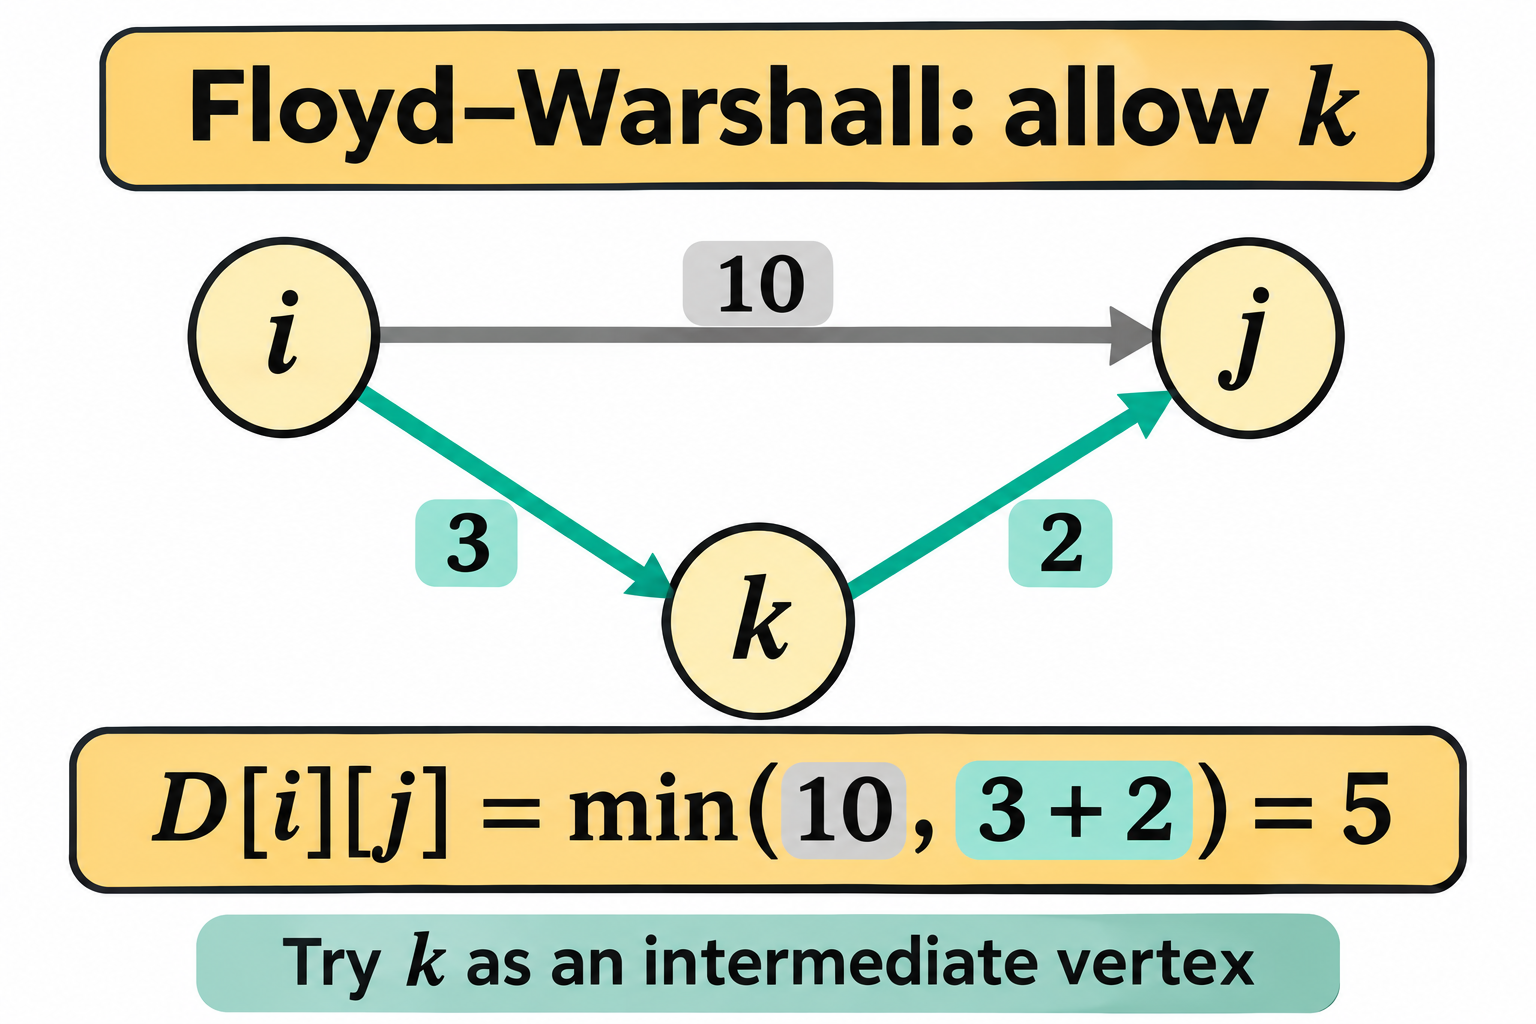 Floyd–Warshall: allow k
10
i
j
3
2
k
D[i][j] = min(10, 3 + 2) = 5
Try k as an intermediate vertex